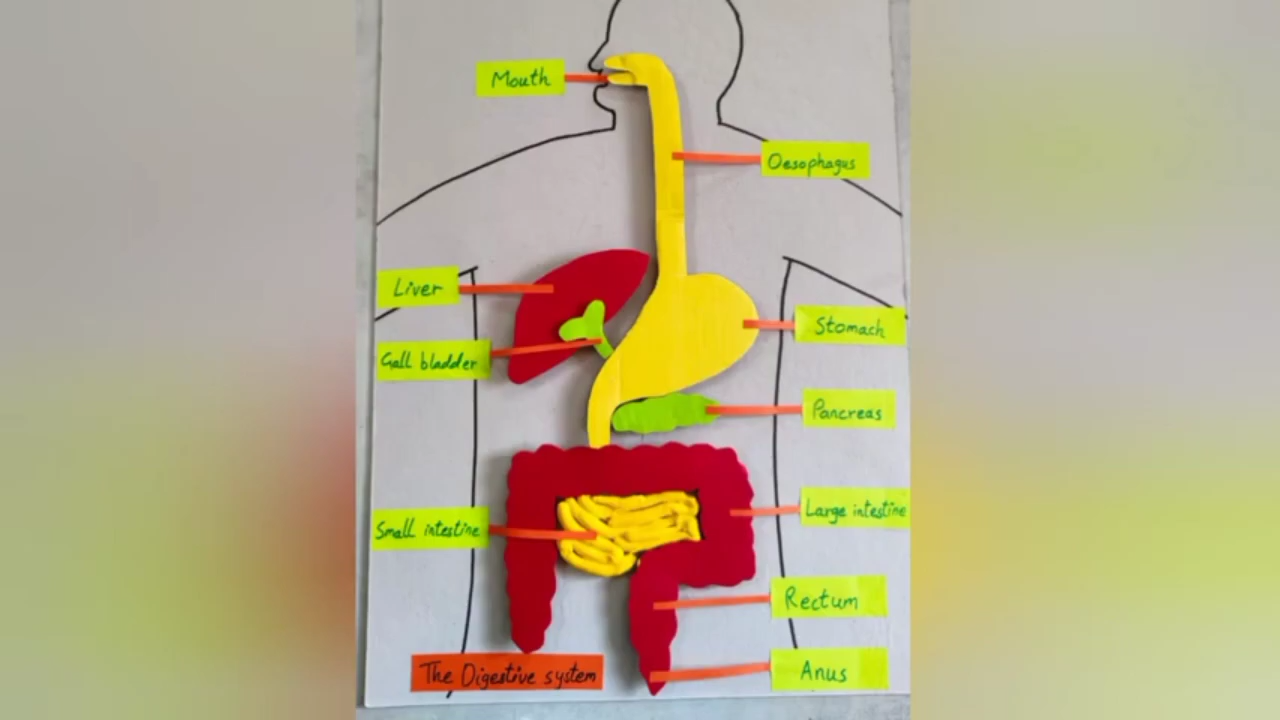 Mouth
Oesophagus
Liver
Stomach
Gall bladder
Pancreas
Large intestine
Small intestine
Rectum
Anus
The Digestive system